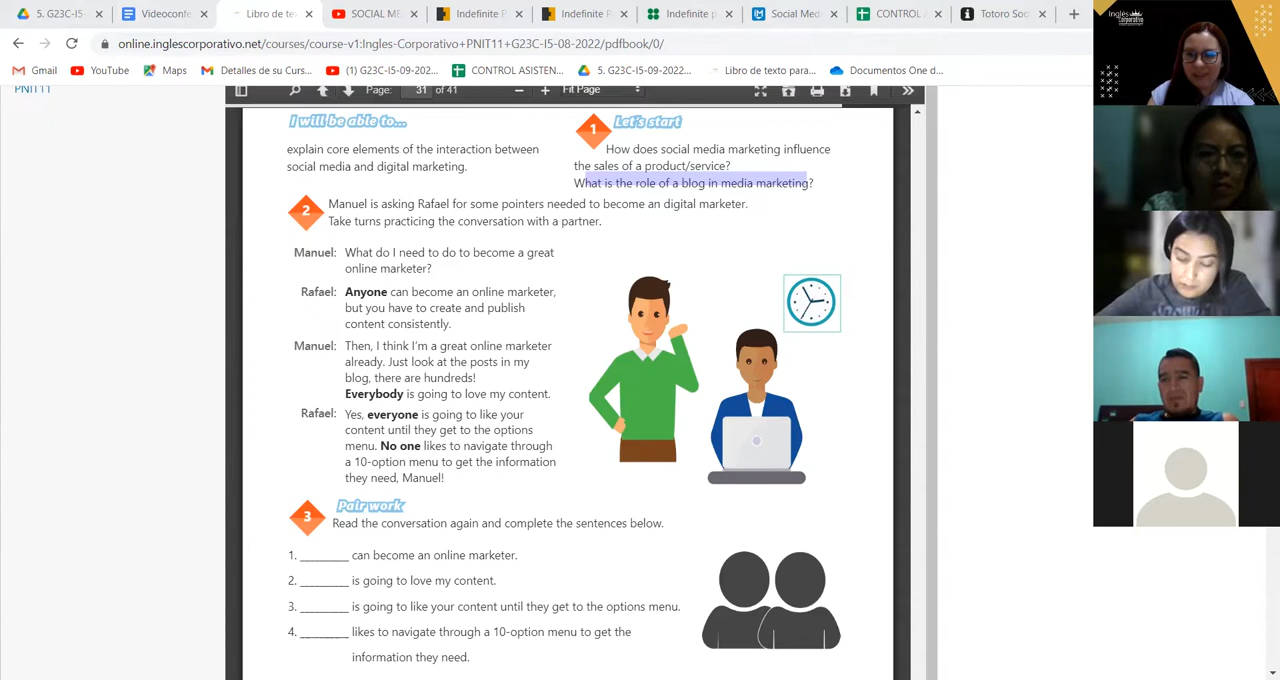 5. G23C-I5-
Videoconfe
Libro de tex
SOCIAL ME
Indefinite P
Indefinite P
Indefinite p
Social Med
CONTROL A
Totoro Soo
online.inglescorporativo.net/courses/course-v1:Ingles-Corporativo+PNIT11+G23C-I5-08-2022/pdfbook/0/
Gmail
YouTube
Maps
Detalles de su Curs...
(1) G23C-I5-09-202...
CONTROL ASISTEN...
5. G23C-I5-09-2022...
Libro de texto para...
Documentos One d...
PNIT11
Page:
31
of 41
Fit Page
I will be able to...
explain core elements of the interaction between
social media and digital marketing.
1
Let's start
How does social media marketing influence
the sales of a product/service?
What is the role of a blog in media marketing?
2
Manuel is asking Rafael for some pointers needed to become an digital marketer.
Take turns practicing the conversation with a partner.
Manuel: What do I need to do to become a great
online marketer?
Rafael: Anyone can become an online marketer,
but you have to create and publish
content consistently.
Manuel: Then, I think I'm a great online marketer
already. Just look at the posts in my
blog, there are hundreds!
Everybody is going to love my content.
Rafael: Yes, everyone is going to like your
content until they get to the options
menu. No one likes to navigate through
a 10-option menu to get the information
they need, Manuel!
3
Pair work
Read the conversation again and complete the sentences below.
1. ________ can become an online marketer.
2. ________ is going to love my content.
3. ________ is going to like your content until they get to the options menu.
4. ________ likes to navigate through a 10-option menu to get the
information they need.
Inglés
Corporativo